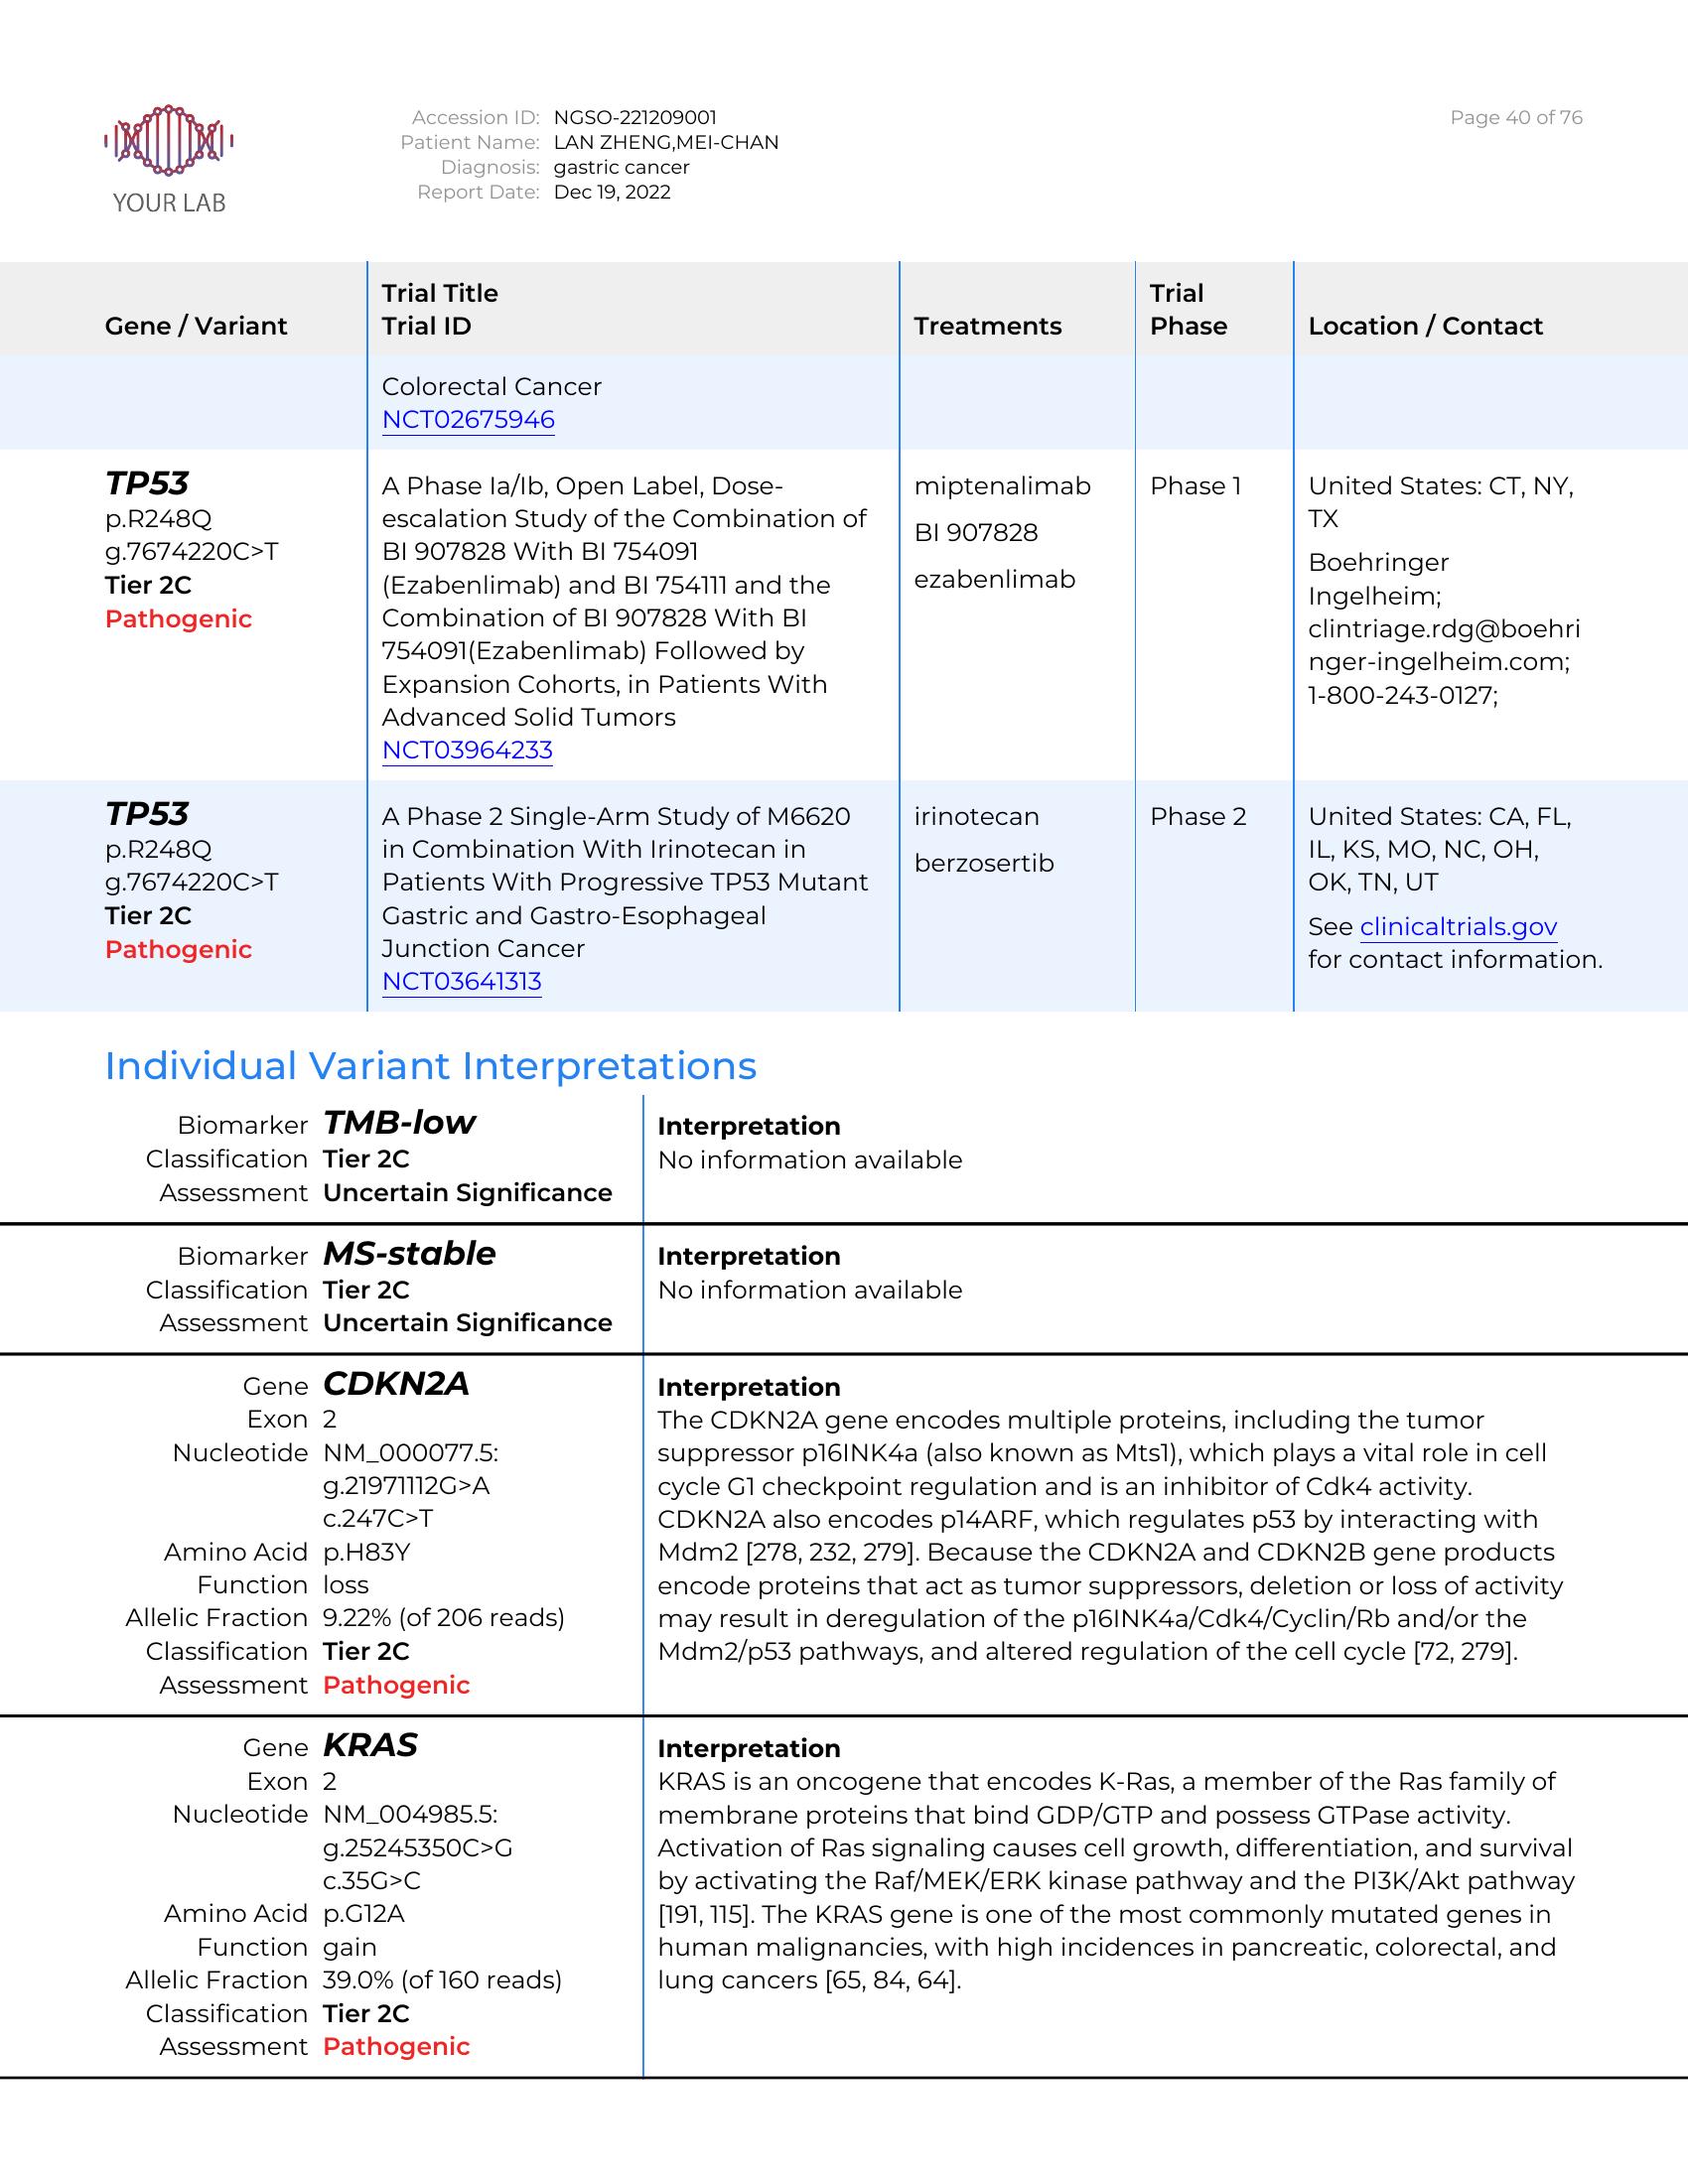 YOUR LAB
Accession ID: NGSO-221209001
Patient Name: LAN ZHENG,MEI-CHAN
Diagnosis: gastric cancer
Report Date: Dec 19, 2022
Page 40 of 76
Gene / Variant
Trial Title
Trial ID
Treatments
Trial
Phase
Location / Contact
Colorectal Cancer
NCT02675946
TP53
p.R248Q
g.7674220C>T
Tier 2C
Pathogenic
A Phase Ia/Ib, Open Label, Dose-
escalation Study of the Combination of
BI 907828 With BI 754091
(Ezabenlimab) and BI 754111 and the
Combination of BI 907828 With BI
754091(Ezabenlimab) Followed by
Expansion Cohorts, in Patients With
Advanced Solid Tumors
NCT03964233
miptenalimab
BI 907828
ezabenlimab
Phase 1
United States: CT, NY,
TX
Boehringer
Ingelheim;
clintriage.rdg@boehri
nger-ingelheim.com;
1-800-243-0127;
TP53
p.R248Q
g.7674220C>T
Tier 2C
Pathogenic
A Phase 2 Single-Arm Study of M6620
in Combination With Irinotecan in
Patients With Progressive TP53 Mutant
Gastric and Gastro-Esophageal
Junction Cancer
NCT03641313
irinotecan
berzosertib
Phase 2
United States: CA, FL,
IL, KS, MO, NC, OH,
OK, TN, UT
See clinicaltrials.gov
for contact information.
Individual Variant Interpretations
Biomarker TMB-low
Classification Tier 2C
Assessment Uncertain Significance
Interpretation
No information available
Biomarker MS-stable
Classification Tier 2C
Assessment Uncertain Significance
Interpretation
No information available
Gene CDKN2A
Exon 2
Nucleotide NM_000077.5:
g.21971112G>A
c.247C>T
Amino Acid p.H83Y
Function loss
Allelic Fraction 9.22% (of 206 reads)
Classification Tier 2C
Assessment Pathogenic
Interpretation
The CDKN2A gene encodes multiple proteins, including the tumor
suppressor p16INK4a (also known as Mts1), which plays a vital role in cell
cycle G1 checkpoint regulation and is an inhibitor of Cdk4 activity.
CDKN2A also encodes p14ARF, which regulates p53 by interacting with
Mdm2 [278, 232, 279]. Because the CDKN2A and CDKN2B gene products
encode proteins that act as tumor suppressors, deletion or loss of activity
may result in deregulation of the p16INK4a/Cdk4/Cyclin/Rb and/or the
Mdm2/p53 pathways, and altered regulation of the cell cycle [72, 279].
Gene KRAS
Exon 2
Nucleotide NM_004985.5:
g.25245350C>G
c.35G>C
Amino Acid p.G12A
Function gain
Allelic Fraction 39.0% (of 160 reads)
Classification Tier 2C
Assessment Pathogenic
Interpretation
KRAS is an oncogene that encodes K-Ras, a member of the Ras family of
membrane proteins that bind GDP/GTP and possess GTPase activity.
Activation of Ras signaling causes cell growth, differentiation, and survival
by activating the Raf/MEK/ERK kinase pathway and the PI3K/Akt pathway
[191, 115]. The KRAS gene is one of the most commonly mutated genes in
human malignancies, with high incidences in pancreatic, colorectal, and
lung cancers [65, 84, 64].